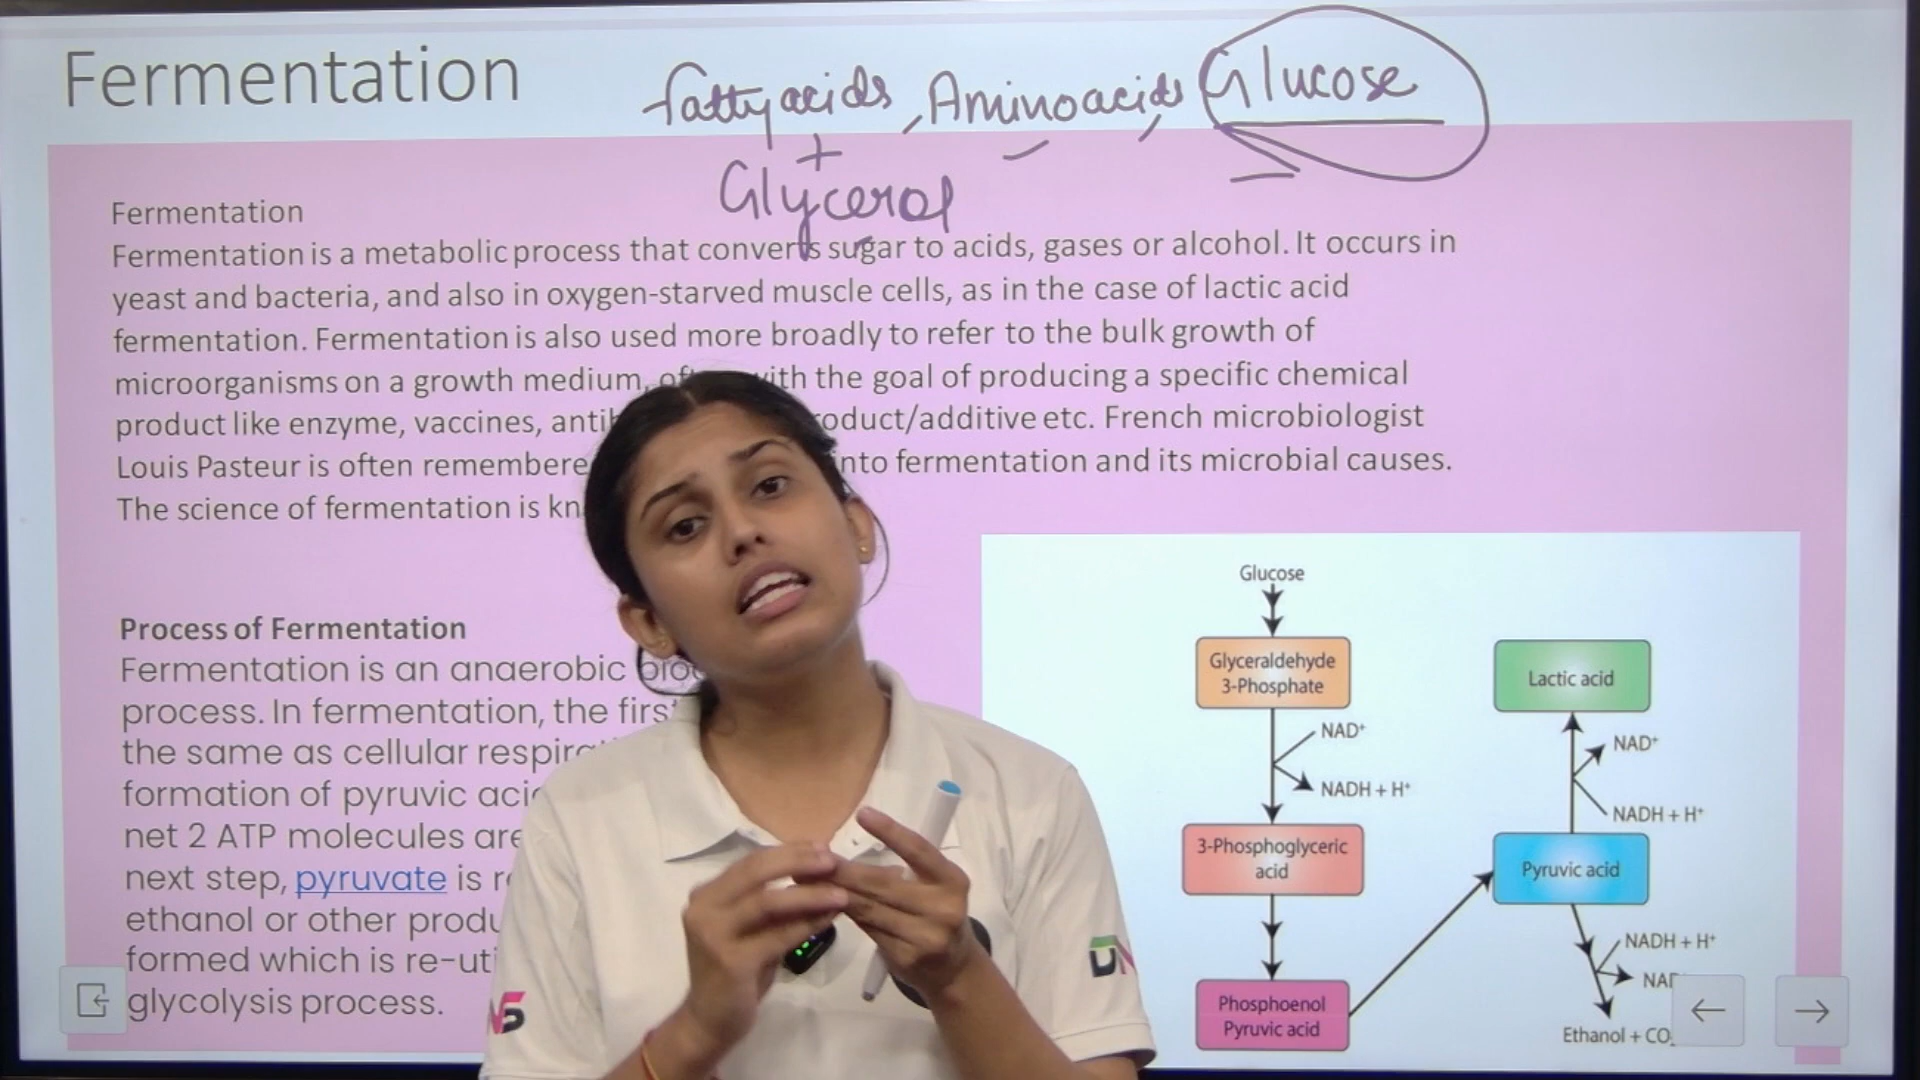 Fermentation
fatty acids, Aminoacids, Glucose
+
Glycerol
Fermentation
Fermentation is a metabolic process that converts sugar to acids, gases or alcohol. It occurs in
yeast and bacteria, and also in oxygen-starved muscle cells, as in the case of lactic acid
fermentation. Fermentation is also used more broadly to refer to the bulk growth of
microorganisms on a growth medium, with the goal of producing a specific chemical
product like enzyme, vaccines, /additive etc. French microbiologist
Louis Pasteur is often fermentation and its microbial causes.
The science of fermentation is
Process of Fermentation
Fermentation is an anaerobic
process. In fermentation, the
the same as cellular
formation of pyruvic
net 2 ATP molecules
next step, pyruvate is
ethanol or other
formed which is
glycolysis process.
Glucose
Glyceraldehyde
3-Phosphate
NAD⁺
NADH + H⁺
3-Phosphoglyceric
acid
Phosphoenol
Pyruvic acid
Lactic acid
NAD⁺
NADH + H⁺
Pyruvic acid
NADH + H⁺
Ethanol + CO